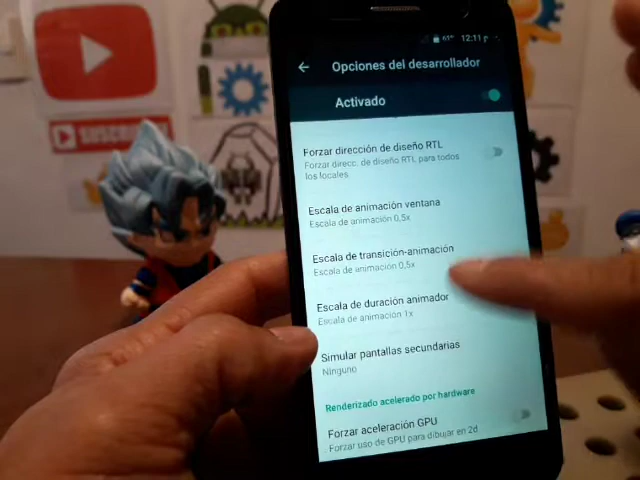 12:11 p
Opciones del desarrollador
Activado
SUSCRIBI
Forzar dirección de diseño RTL
Forzar direcc. de diseño RTL para todos
los locales
Escala de animación ventana
Escala de animación 0,5x
Escala de transición-animación
Escala de animación 0,5x
Escala de duración animador
Escala de animación 1x
Simular pantallas secundarias
Ninguno
Renderizado acelerado por hardware
Forzar aceleración GPU
Forzar uso de GPU para dibujar en 2d